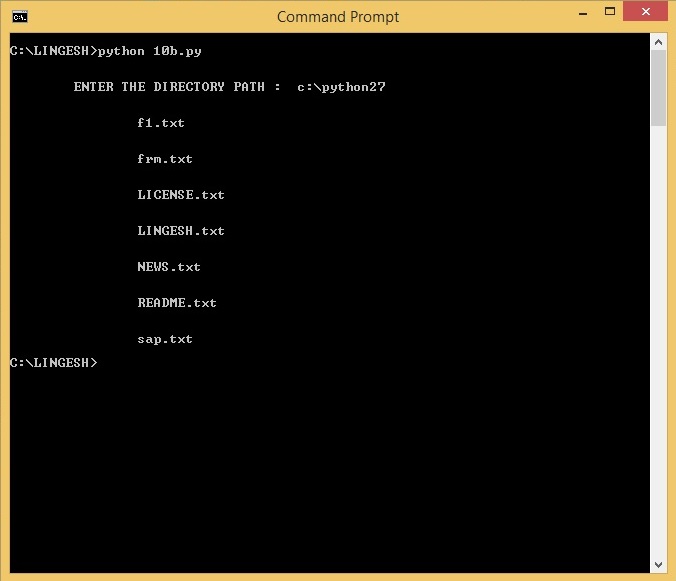 Command Prompt
C:\LINGESH>python 10b.py
ENTER THE DIRECTORY PATH :  c:\python27
f1.txt
frm.txt
LICENSE.txt
LINGESH.txt
NEWS.txt
README.txt
sap.txt
C:\LINGESH>